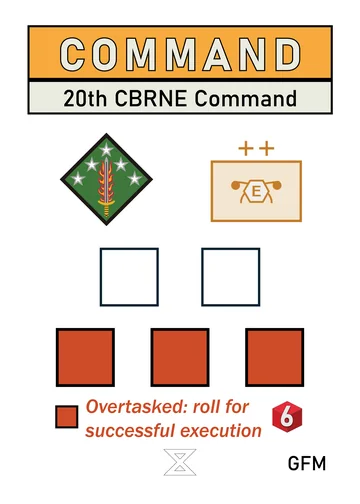 COMMAND
20th CBRNE Command
++
E
Overtasked: roll for
successful execution
6
GFM